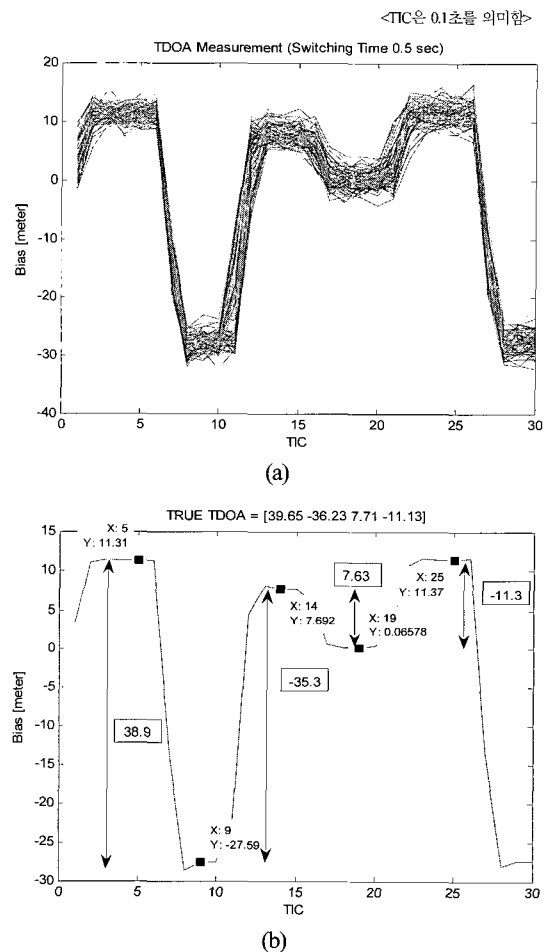 <TIC은 0.1초를 의미함>
TDOA Measurement (Switching Time 0.5 sec)
20
10
0
-10
-20
-30
-40
Bias [meter]
0 5 10 15 20 25 30
TIC
(a)
TRUE TDOA = [39.65 -36.23 7.71 -11.13]
15
10
5
0
-5
-10
-15
-20
-25
-30
Bias [meter]
X: 5
Y: 11.31
38.9
X: 9
Y: -27.59
-35.3
X: 14
Y: 7.692
7.63
X: 19
Y: 0.06578
X: 25
Y: 11.37
-11.3
0 5 10 15 20 25 30
TIC
(b)